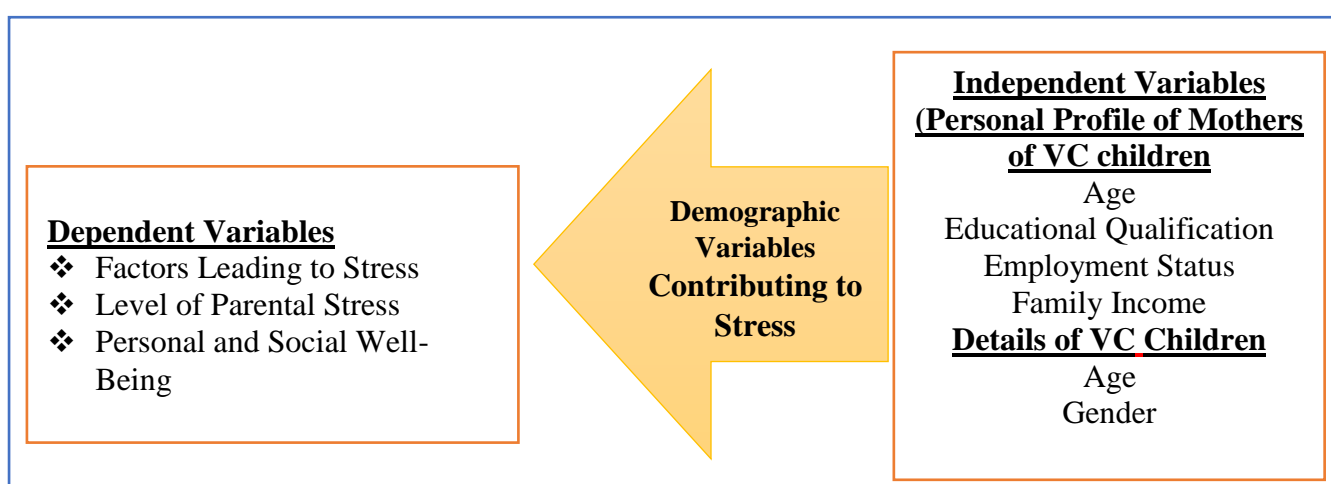 Dependent Variables
❖ Factors Leading to Stress
❖ Level of Parental Stress
❖ Personal and Social Well-
Being
Demographic
Variables
Contributing to
Stress
Independent Variables
(Personal Profile of Mothers
of VC children
Age
Educational Qualification
Employment Status
Family Income
Details of VC Children
Age
Gender